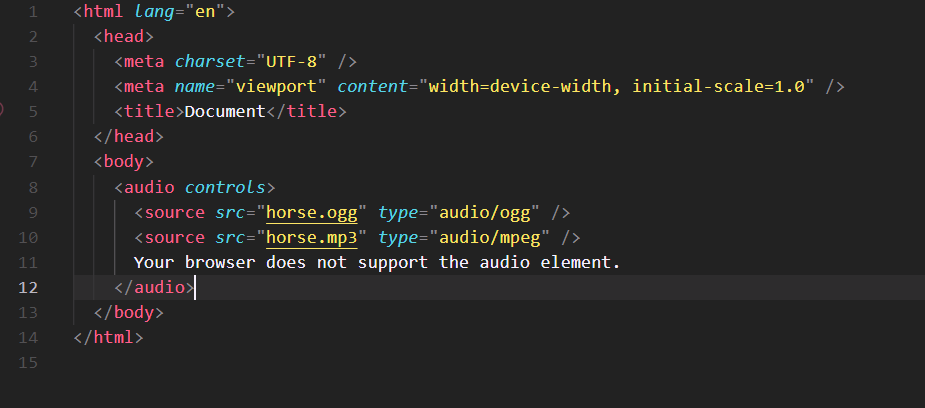 1 <html lang="en">
2 <head>
3 <meta charset="UTF-8" />
4 <meta name="viewport" content="width=device-width, initial-scale=1.0" />
5 <title>Document</title>
6 </head>
7 <body>
8 <audio controls>
9 <source src="horse.ogg" type="audio/ogg" />
10 <source src="horse.mp3" type="audio/mpeg" />
11 Your browser does not support the audio element.
12 </audio>
13 </body>
14 </html>
15